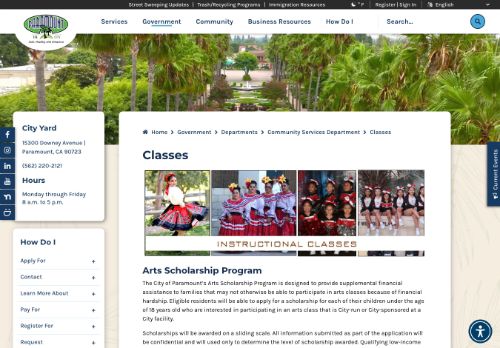 Street Sweeping Updates | Trash/Recycling Programs | Immigration Resources
°F | Register | Sign In | English
PARAMOUNT
Services Government Community Business Resources How Do I Search...
City Yard
15300 Downey Avenue |
Paramount, CA 90723
(562) 220-2121
Hours
Monday through Friday
8 a.m. to 5 p.m.
How Do I
Apply For +
Contact +
Learn More About +
Pay For +
Register For +
Request +
Home > Government > Departments > Community Services Department > Classes
Classes
INSTRUCTIONAL CLASSES
Arts Scholarship Program
The City of Paramount's Arts Scholarship Program is designed to provide supplemental financial
assistance to families that may not otherwise be able to participate in arts classes because of financial
hardship. Eligible residents will be able to apply for a scholarship for each of their children under the age
of 18 years old who are interested in participating in an arts class that is City-run or City-sponsored at a
City facility.
Scholarships will be awarded on a sliding scale. All information submitted as part of the application
will be confidential and will used only to determine the level of scholarship awarded. Qualifying low-income
Current Events